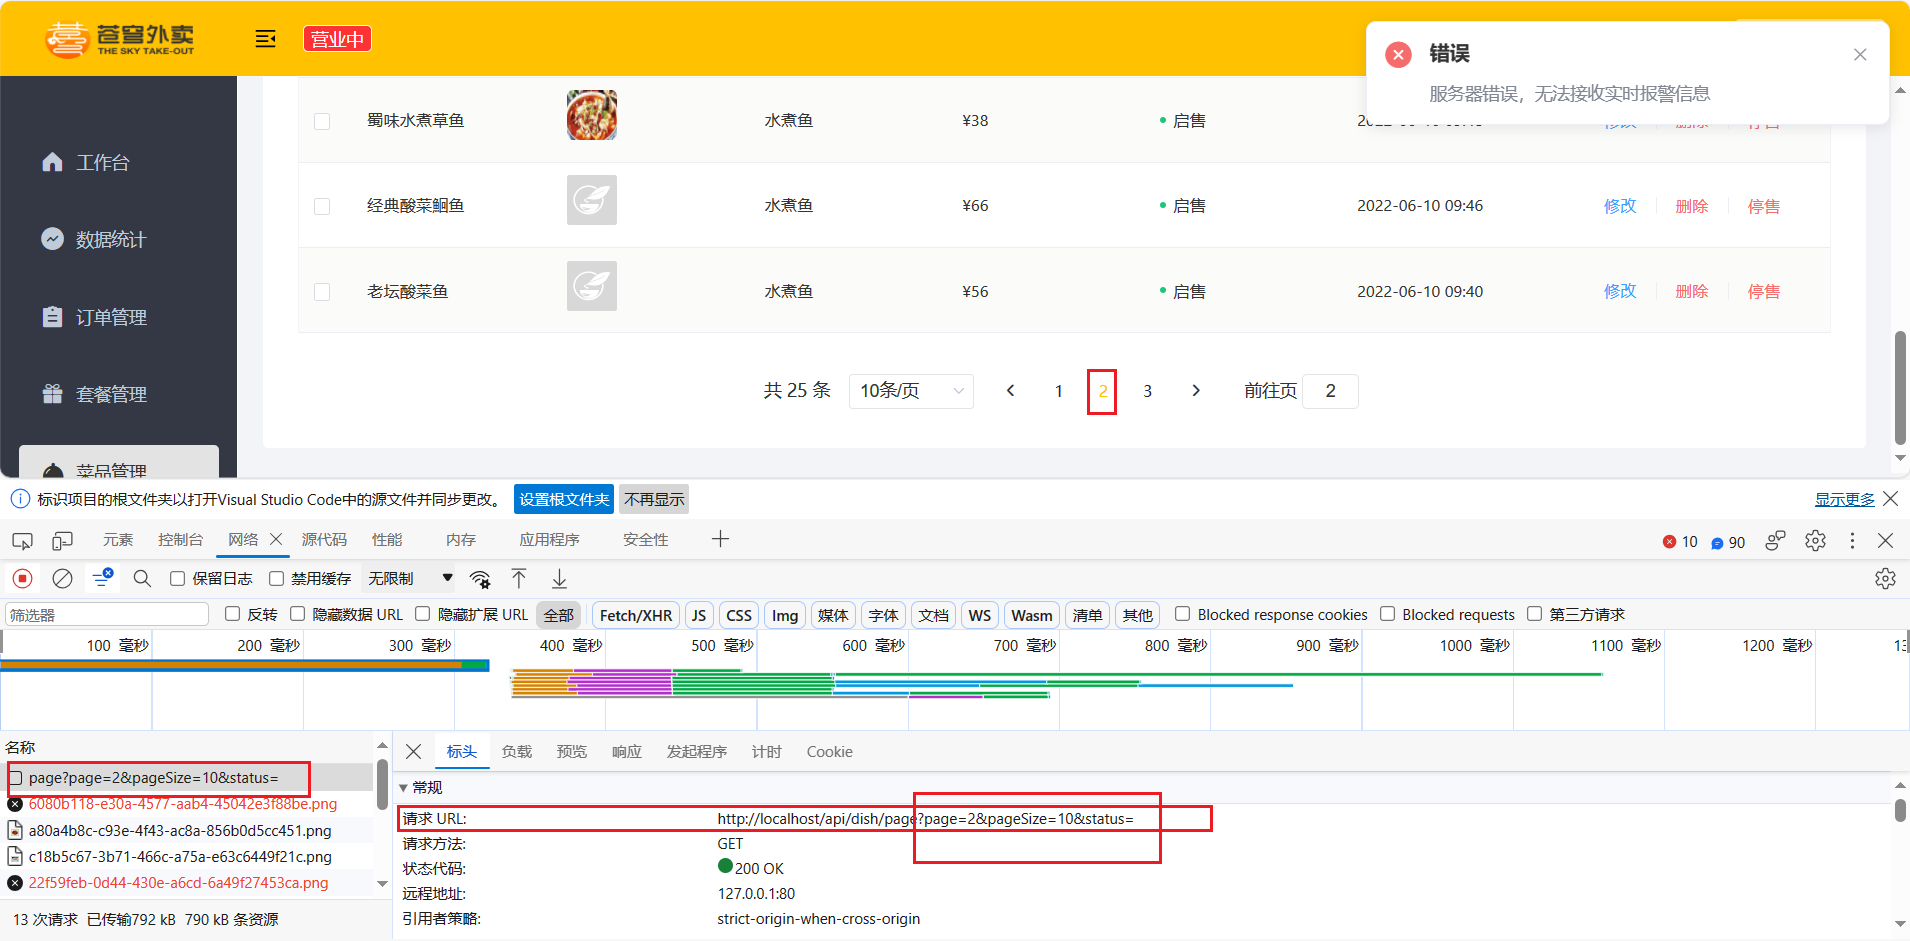 苍穹外卖
THE SKY TAKE-OUT
营业中
错误
服务器错误，无法接收实时报警信息
工作台
数据统计
订单管理
套餐管理
菜品管理
蜀味水煮草鱼 水煮鱼 ¥38 启售
经典酸菜鮰鱼 水煮鱼 ¥66 启售 2022-06-10 09:46 修改 删除 停售
老坛酸菜鱼 水煮鱼 ¥56 启售 2022-06-10 09:40 修改 删除 停售
共 25 条 10条/页 1 2 3 前往页 2
标识项目的根文件夹以打开Visual Studio Code中的源文件并同步更改。 设置根文件夹 不再显示 显示更多
元素 控制台 网络 源代码 性能 内存 应用程序 安全性 10 90
保留日志 禁用缓存 无限制
筛选器 反转 隐藏数据 URL 隐藏扩展 URL 全部 Fetch/XHR JS CSS Img 媒体 字体 文档 WS Wasm 清单 其他 Blocked response cookies Blocked requests 第三方请求
100 毫秒 200 毫秒 300 毫秒 400 毫秒 500 毫秒 600 毫秒 700 毫秒 800 毫秒 900 毫秒 1000 毫秒 1100 毫秒 1200 毫秒
名称
page?page=2&pageSize=10&status=
6080b118-e30a-4577-aab4-45042e3f88be.png
a80a4b8c-c93e-4f43-ac8a-856b0d5cc451.png
c18b5c67-3b71-466c-a75a-e63c6449f21c.png
22f59feb-0d44-430e-a6cd-6a49f27453ca.png
13 次请求 已传输792 kB 790 kB 条资源
标头 负载 预览 响应 发起程序 计时 Cookie
常规
请求 URL: http://localhost/api/dish/page?page=2&pageSize=10&status=
请求方法: GET
状态代码: 200 OK
远程地址: 127.0.0.1:80
引用者策略: strict-origin-when-cross-origin